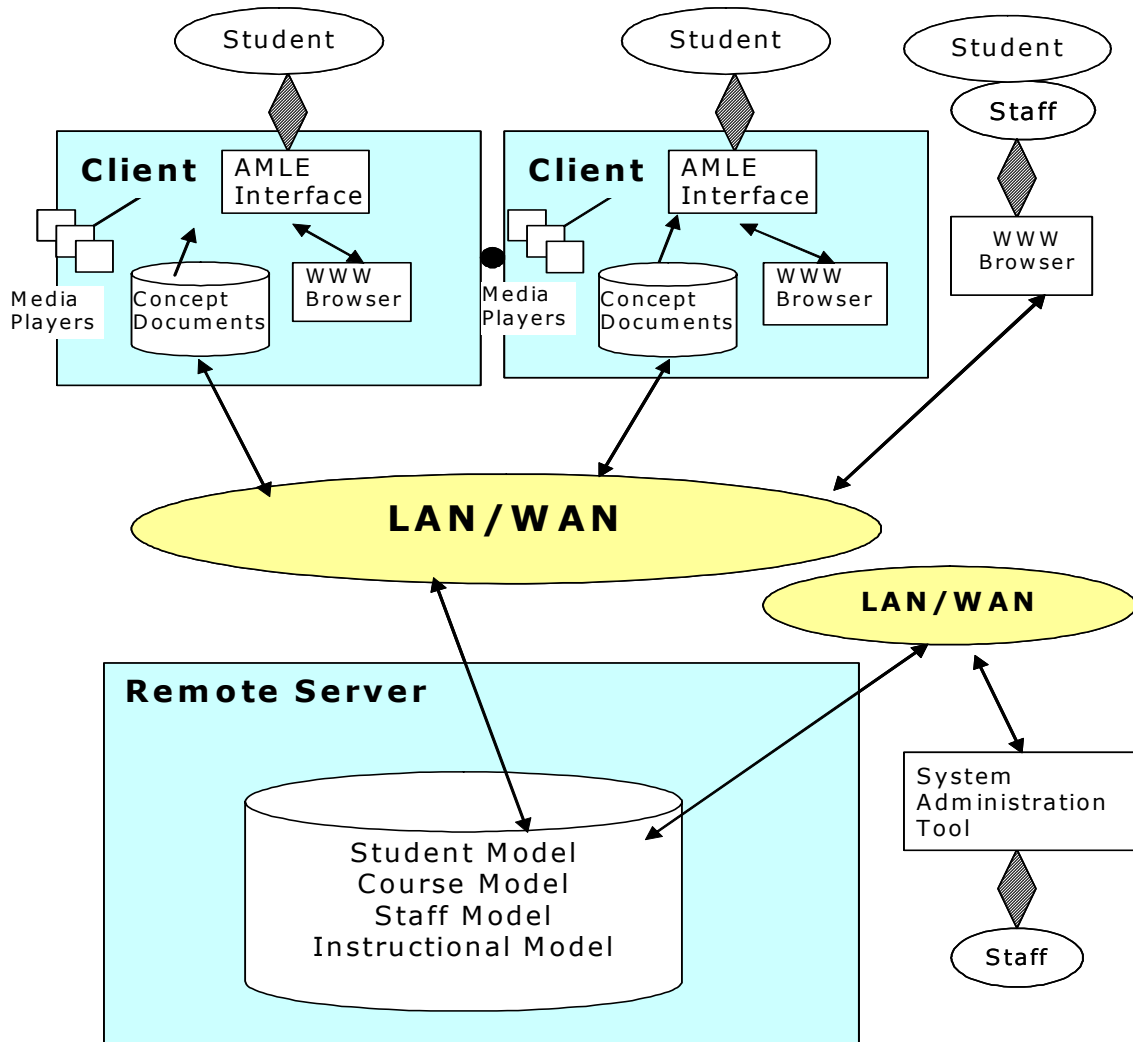 Student
Student
Student
Staff
Client
AMLE
Interface
Client
AMLE
Interface
WWW
Browser
Media
Players
Concept
Documents
WWW
Browser
Media
Players
Concept
Documents
WWW
Browser
LAN/WAN
LAN/WAN
Remote Server
System
Administration
Tool
Student Model
Course Model
Staff Model
Instructional Model
Staff